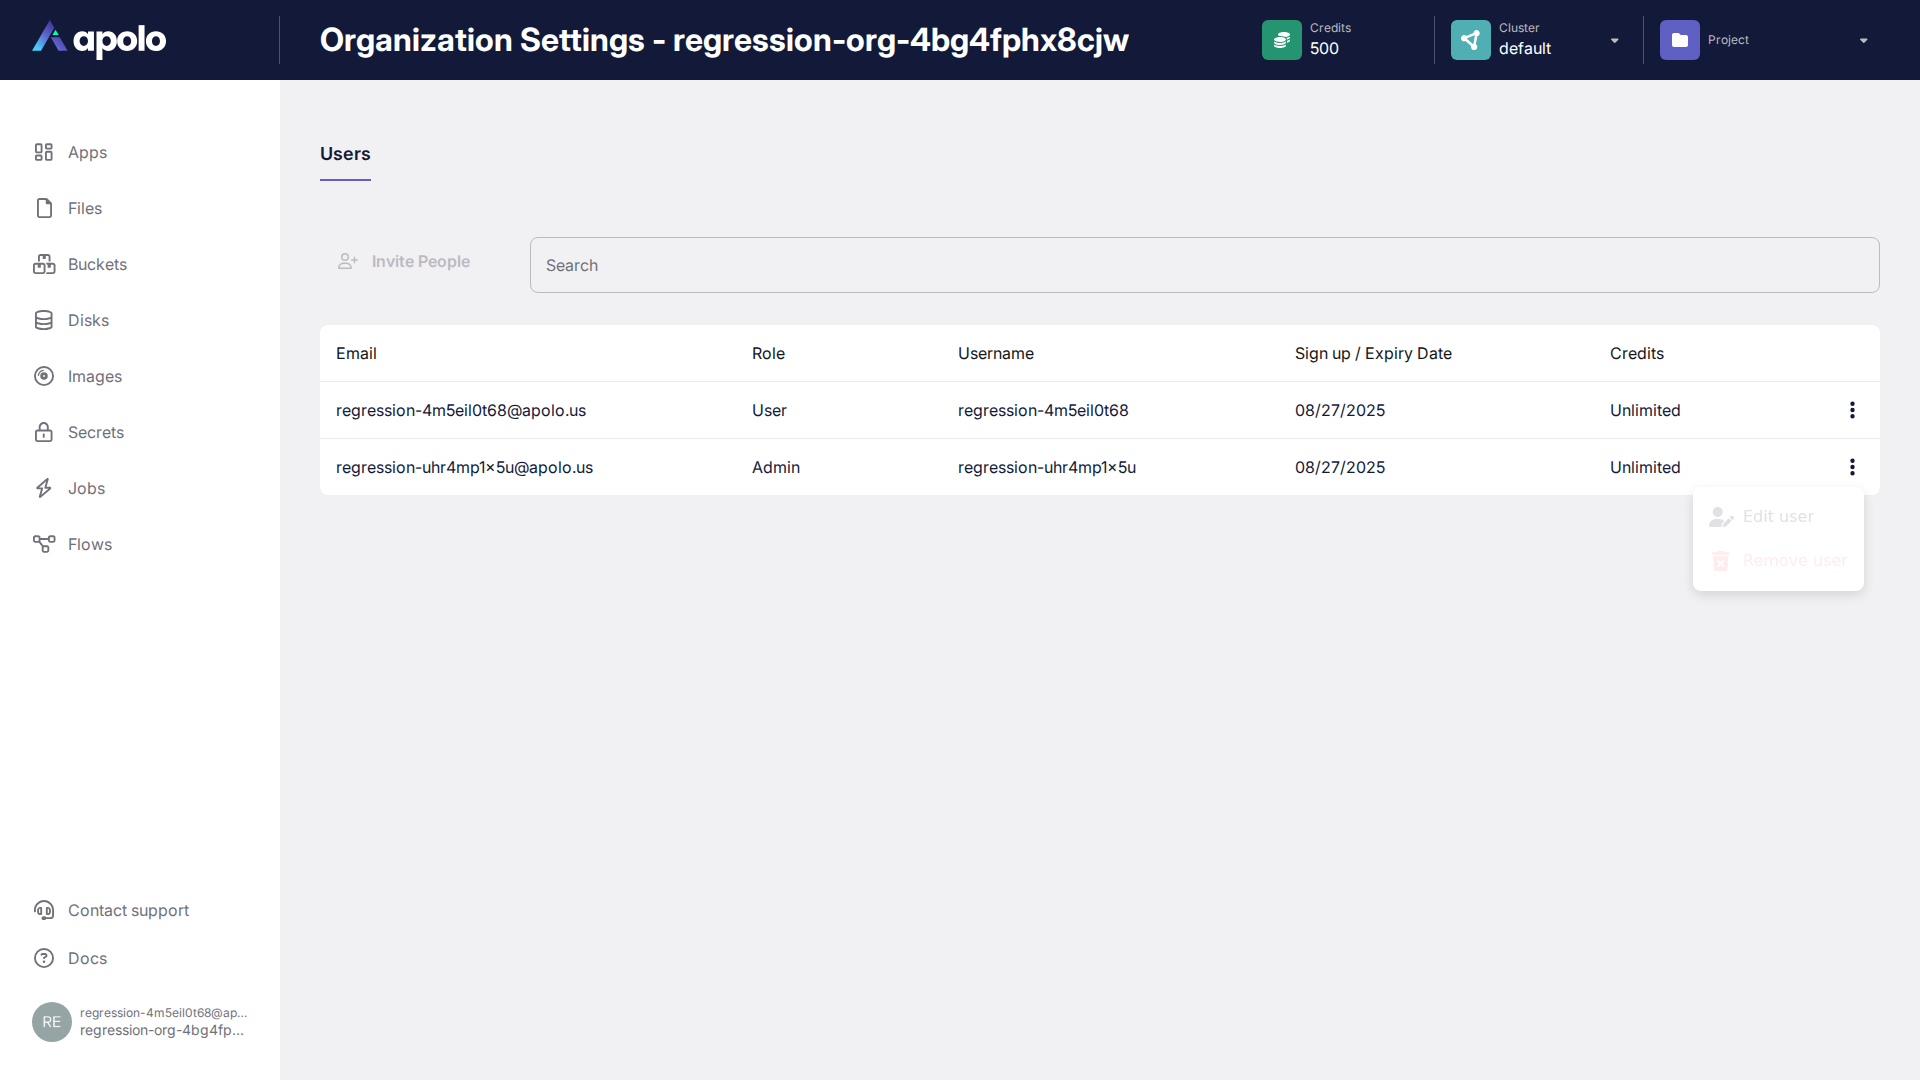 apolo
Organization Settings - regression-org-4bg4fphx8cjw
Credits
500
Cluster
default
Project
Apps
Files
Buckets
Disks
Images
Secrets
Jobs
Flows
Users
Invite People
Search
Email Role Username Sign up / Expiry Date Credits
regression-4m5eil0t68@apolo.us User regression-4m5eil0t68 08/27/2025 Unlimited
regression-uhr4mp1x5u@apolo.us Admin regression-uhr4mp1x5u 08/27/2025 Unlimited
Edit user
Remove user
Contact support
Docs
RE
regression-4m5eil0t68@ap...
regression-org-4bg4fp...